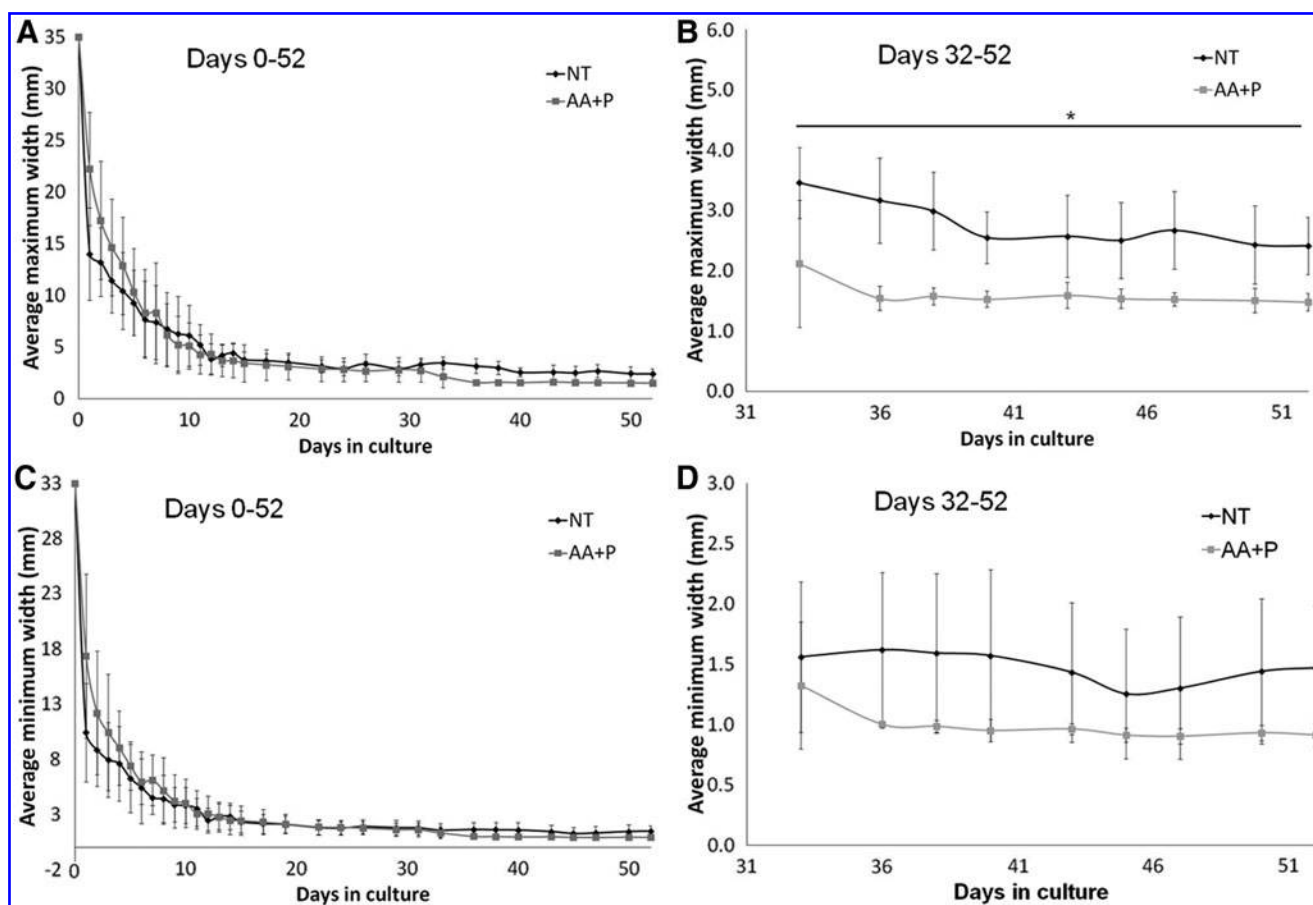 A
Days 0-52
NT
AA+P
Average maximum width (mm)
35
30
25
20
15
10
5
0
0 10 20 30 40 50
Days in culture
B
Days 32-52
NT
AA+P
*
Average maximum width (mm)
6.0
5.0
4.0
3.0
2.0
1.0
0.0
31 36 41 46 51
Days in culture
C
Days 0-52
NT
AA+P
Average minimum width (mm)
33
28
23
18
13
8
3
-2
0 10 20 30 40 50
Days in culture
D
Days 32-52
NT
AA+P
Average minimum width (mm)
3.0
2.5
2.0
1.5
1.0
0.5
0.0
31 36 41 46 51
Days in culture